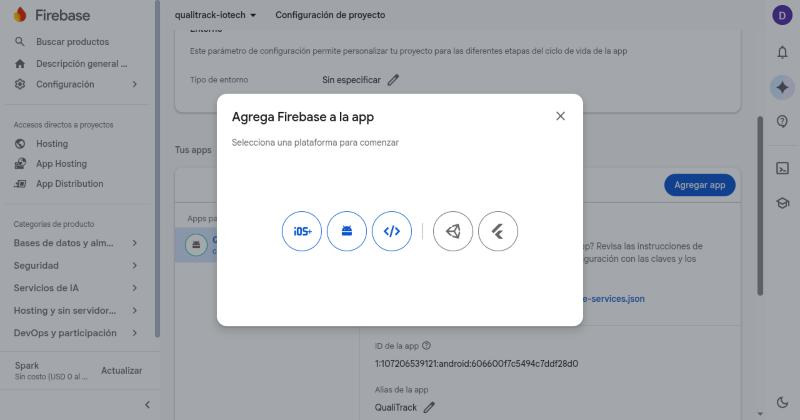 Firebase
qualitrack-iotech
Configuración de proyecto
D
Buscar productos
Descripción general ...
Configuración
Accesos directos a proyectos
Hosting
App Hosting
App Distribution
Categorías de producto
Bases de datos y alm...
Seguridad
Servicios de IA
Hosting y sin servidor...
DevOps y participación
Spark
Sin costo (USD 0 al ...
Actualizar
Entorno
Este parámetro de configuración permite personalizar tu proyecto para las diferentes etapas del ciclo de vida de la app
Tipo de entorno
Sin especificar
Tus apps
Agregar app
Apps pa
Agrega Firebase a la app
Selecciona una plataforma para comenzar
iOS+
pp? Revisa las instrucciones de
guración con las claves y los
e-services.json
ID de la app
1:107206539121:android:606600f7c5494c7ddf28d0
Alias de la app
QualiTrack